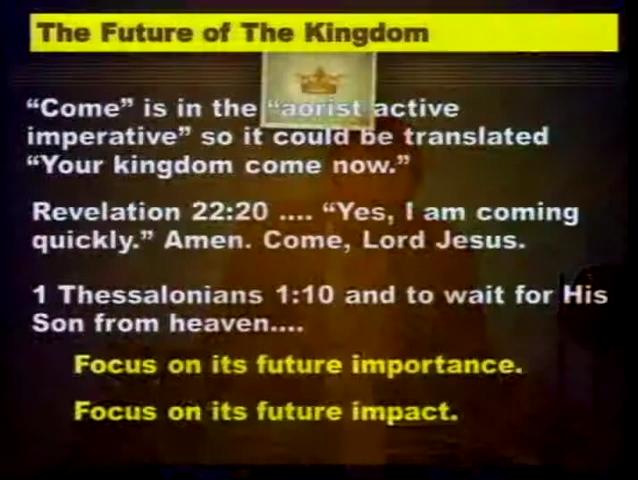 The Future of The Kingdom
“Come” is in the “aorist active
imperative” so it could be translated
“Your kingdom come now.”
Revelation 22:20 .... “Yes, I am coming
quickly.” Amen. Come, Lord Jesus.
1 Thessalonians 1:10 and to wait for His
Son from heaven....
Focus on its future importance.
Focus on its future impact.